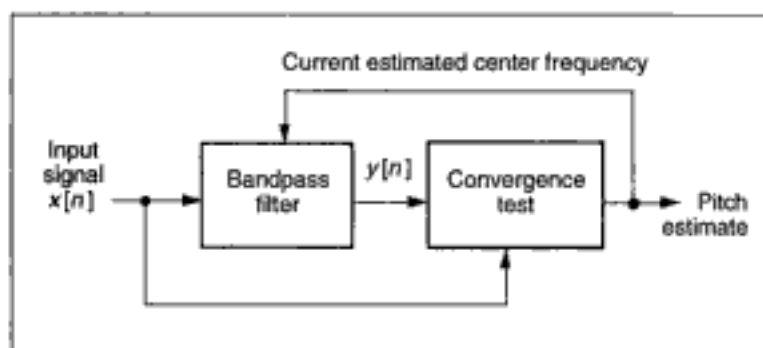 Current estimated center frequency
Input
signal
x[n]
Bandpass
filter
y[n]
Convergence
test
Pitch
estimate